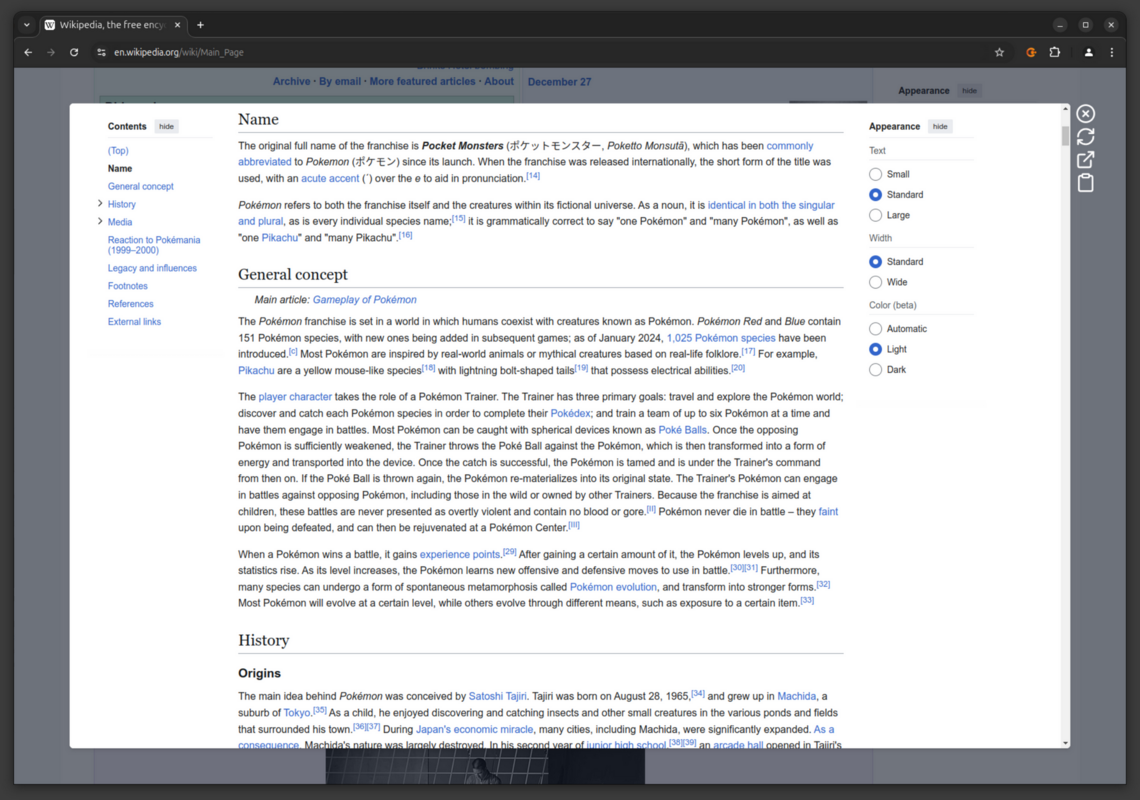 Wikipedia, the free ency
en.wikipedia.org/wiki/Main_Page
Archive · By email · More featured articles · About
December 27
Appearance hide
Contents hide
(Top)
Name
General concept
History
Media
Reaction to Pokémania
(1999–2000)
Legacy and influences
Footnotes
References
External links
Name
The original full name of the franchise is Pocket Monsters (ポケットモンスター, Poketto Monsutā), which has been commonly
abbreviated to Pokemon (ポケモン) since its launch. When the franchise was released internationally, the short form of the title was
used, with an acute accent (´) over the e to aid in pronunciation.[14]
Pokémon refers to both the franchise itself and the creatures within its fictional universe. As a noun, it is identical in both the singular
and plural, as is every individual species name;[15] it is grammatically correct to say "one Pokémon" and "many Pokémon", as well as
"one Pikachu" and "many Pikachu".[16]
General concept
Main article: Gameplay of Pokémon
The Pokémon franchise is set in a world in which humans coexist with creatures known as Pokémon. Pokémon Red and Blue contain
151 Pokémon species, with new ones being added in subsequent games; as of January 2024, 1,025 Pokémon species have been
introduced.[c] Most Pokémon are inspired by real-world animals or mythical creatures based on real-life folklore.[17] For example,
Pikachu are a yellow mouse-like species[18] with lightning bolt-shaped tails[19] that possess electrical abilities.[20]
The player character takes the role of a Pokémon Trainer. The Trainer has three primary goals: travel and explore the Pokémon world;
discover and catch each Pokémon species in order to complete their Pokédex; and train a team of up to six Pokémon at a time and
have them engage in battles. Most Pokémon can be caught with spherical devices known as Poké Balls. Once the opposing
Pokémon is sufficiently weakened, the Trainer throws the Poké Ball against the Pokémon, which is then transformed into a form of
energy and transported into the device. Once the catch is successful, the Pokémon is tamed and is under the Trainer's command
from then on. If the Poké Ball is thrown again, the Pokémon re-materializes into its original state. The Trainer's Pokémon can engage
in battles against opposing Pokémon, including those in the wild or owned by other Trainers. Because the franchise is aimed at
children, these battles are never presented as overtly violent and contain no blood or gore.[II] Pokémon never die in battle – they faint
upon being defeated, and can then be rejuvenated at a Pokémon Center.[III]
When a Pokémon wins a battle, it gains experience points.[29] After gaining a certain amount of it, the Pokémon levels up, and its
statistics rise. As its level increases, the Pokémon learns new offensive and defensive moves to use in battle.[30][31] Furthermore,
many species can undergo a form of spontaneous metamorphosis called Pokémon evolution, and transform into stronger forms.[32]
Most Pokémon will evolve at a certain level, while others evolve through different means, such as exposure to a certain item.[33]
History
Origins
The main idea behind Pokémon was conceived by Satoshi Tajiri. Tajiri was born on August 28, 1965,[34] and grew up in Machida, a
suburb of Tokyo.[35] As a child, he enjoyed discovering and catching insects and other small creatures in the various ponds and fields
that surrounded his town.[36][37] During Japan's economic miracle, many cities, including Machida, were significantly expanded. As a
consequence, Machida's nature was largely destroyed. In his second year of junior high school,[38][39] an arcade hall opened in Tajiri's
Appearance hide
Text
Small
Standard
Large
Width
Standard
Wide
Color (beta)
Automatic
Light
Dark